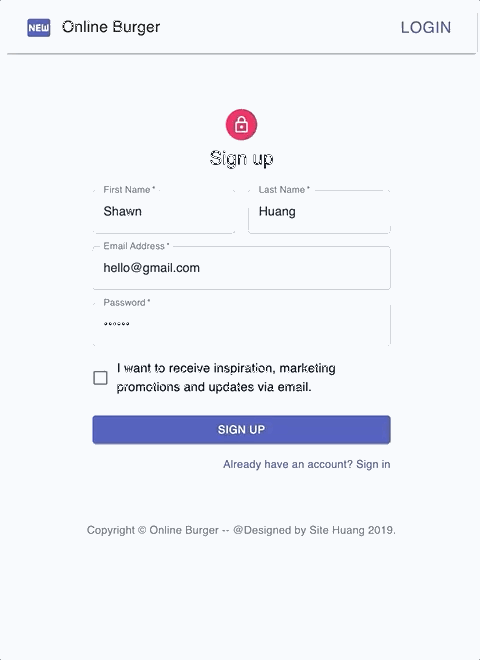 NEW Online Burger LOGIN
Sign up
First Name * Last Name *
Shawn Huang
Email Address *
hello@gmail.com
Password *
••••••
I want to receive inspiration, marketing
promotions and updates via email.
SIGN UP
Already have an account? Sign in
Copyright © Online Burger -- @Designed by Site Huang 2019.